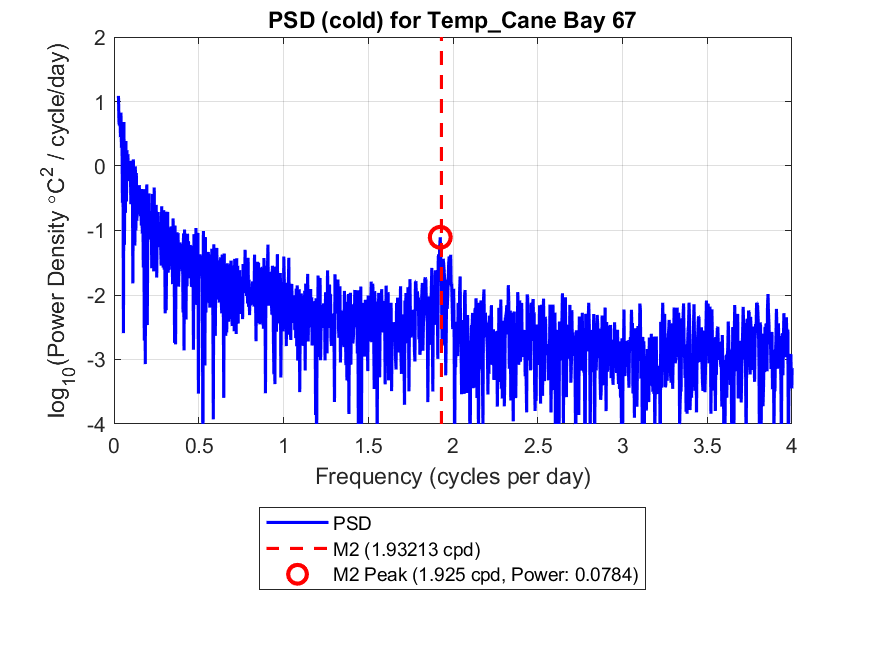 PSD (cold) for Temp_Cane Bay 67
log10(Power Density °C2 / cycle/day)
2
1
0
-1
-2
-3
-4
0 0.5 1 1.5 2 2.5 3 3.5 4
Frequency (cycles per day)
PSD
M2 (1.93213 cpd)
M2 Peak (1.925 cpd, Power: 0.0784)